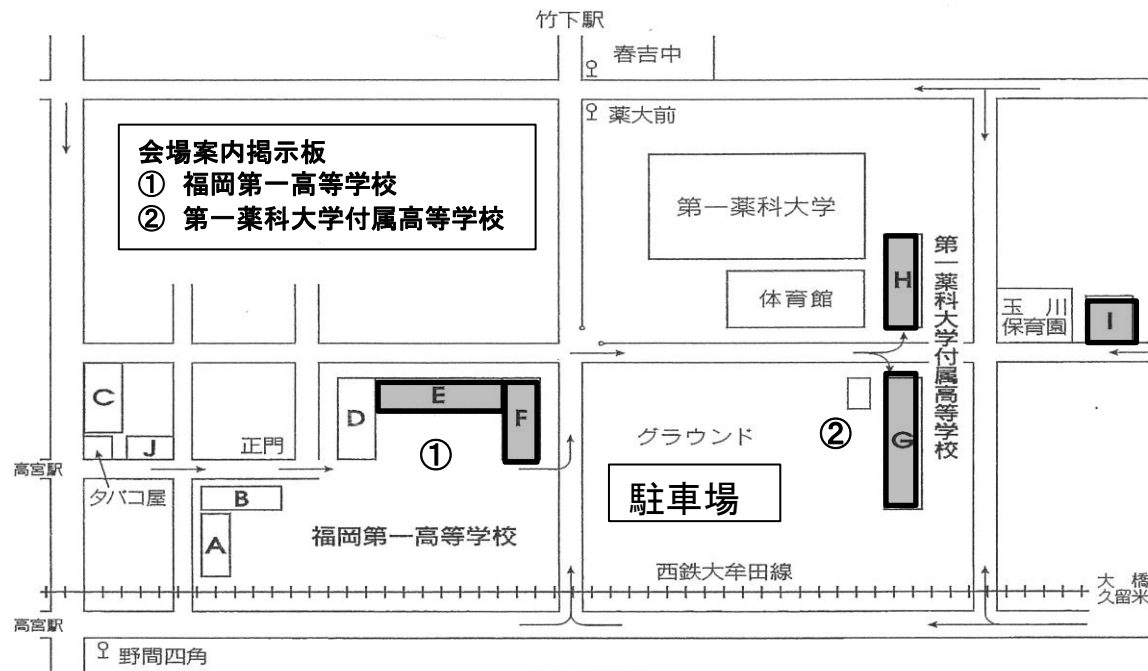 竹下駅
春吉中
薬大前
会場案内掲示板
① 福岡第一高等学校
② 第一薬科大学付属高等学校
第一薬科大学
体育館
H
第一薬科大学付属高等学校
玉川
保育園
I
C
J
タバコ屋
高宮駅
正門
D
E
F
①
B
A
福岡第一高等学校
グラウンド
②
G
駐車場
西鉄大牟田線
大橋
久留米
高宮駅
野間四角